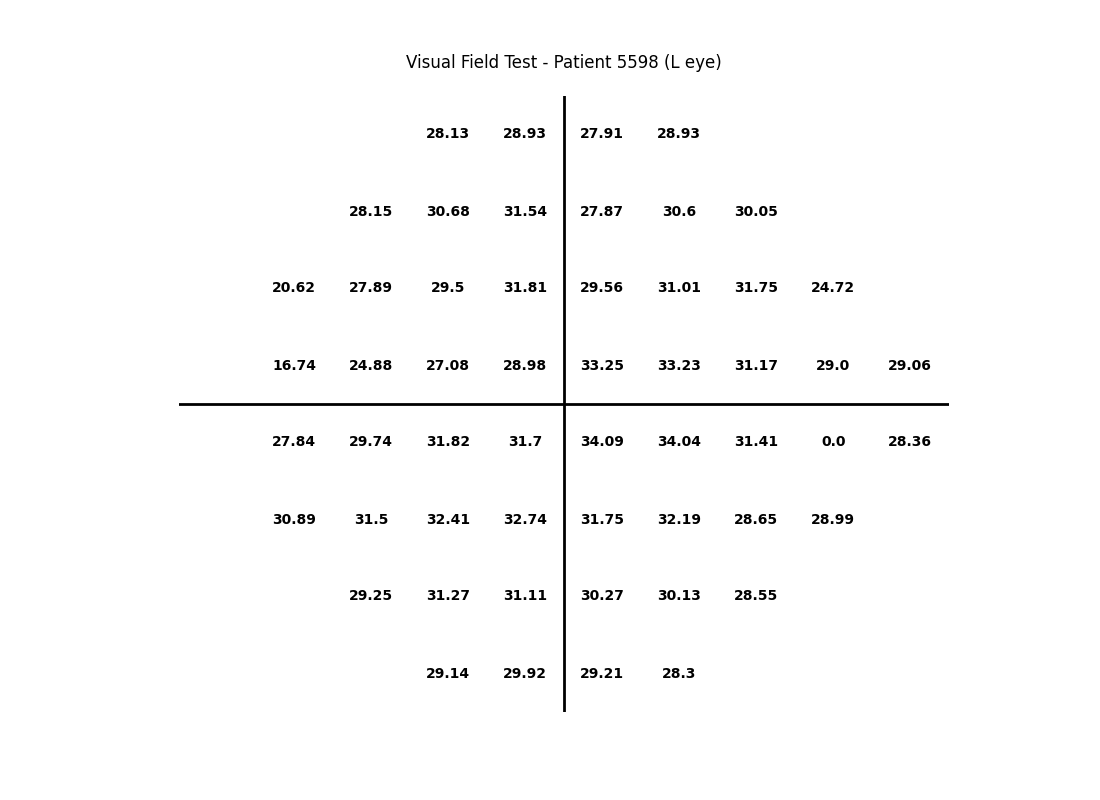 Visual Field Test - Patient 5598 (L eye)
28.13 28.93 27.91 28.93
28.15 30.68 31.54 27.87 30.6 30.05
20.62 27.89 29.5 31.81 29.56 31.01 31.75 24.72
16.74 24.88 27.08 28.98 33.25 33.23 31.17 29.0 29.06
27.84 29.74 31.82 31.7 34.09 34.04 31.41 0.0 28.36
30.89 31.5 32.41 32.74 31.75 32.19 28.65 28.99
29.25 31.27 31.11 30.27 30.13 28.55
29.14 29.92 29.21 28.3